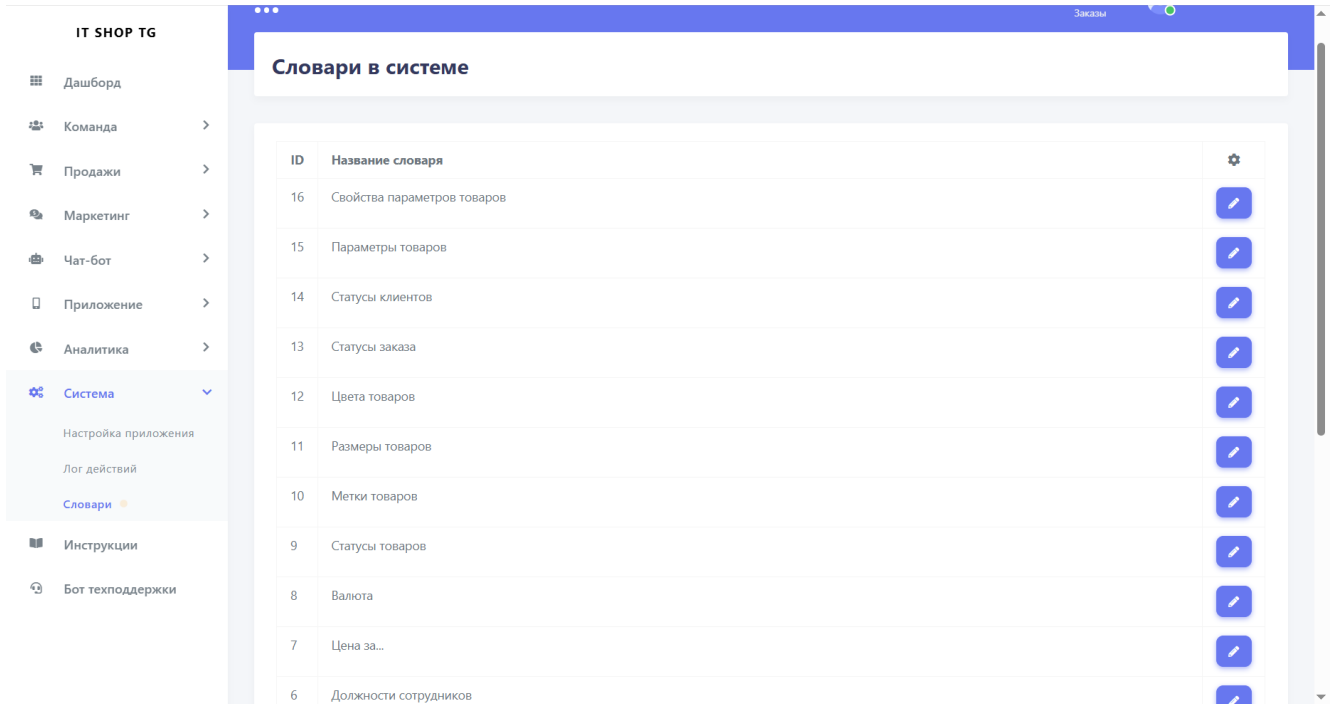 IT SHOP TG
Заказы
Словари в системе
Дашборд
Команда
Продажи
Маркетинг
Чат-бот
Приложение
Аналитика
Система
Настройка приложения
Лог действий
Словари
Инструкции
Бот техподдержки
ID Название словаря
16 Свойства параметров товаров
15 Параметры товаров
14 Статусы клиентов
13 Статусы заказа
12 Цвета товаров
11 Размеры товаров
10 Метки товаров
9 Статусы товаров
8 Валюта
7 Цена за...
6 Должности сотрудников